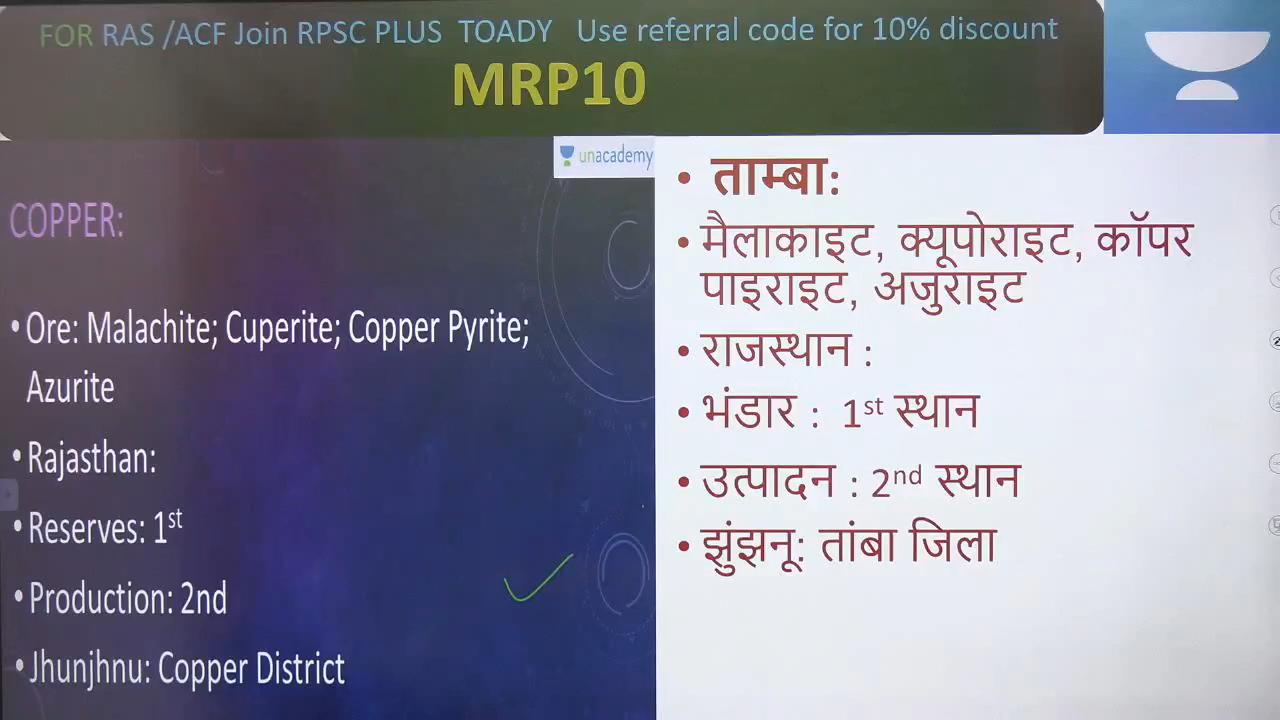 FOR RAS /ACF Join RPSC PLUS TOADY Use referral code for 10% discount
MRP10
unacademy
COPPER:
• Ore: Malachite; Cuperite; Copper Pyrite;
Azurite
• Rajasthan:
• Reserves: 1st
• Production: 2nd
• Jhunjhnu: Copper District
• ताम्बा:
• मैलाकाइट, क्यूपोराइट, कॉपर
पाइराइट, अजुराइट
• राजस्थान :
• भंडार : 1st स्थान
• उत्पादन : 2nd स्थान
• झुंझनू: तांबा जिला